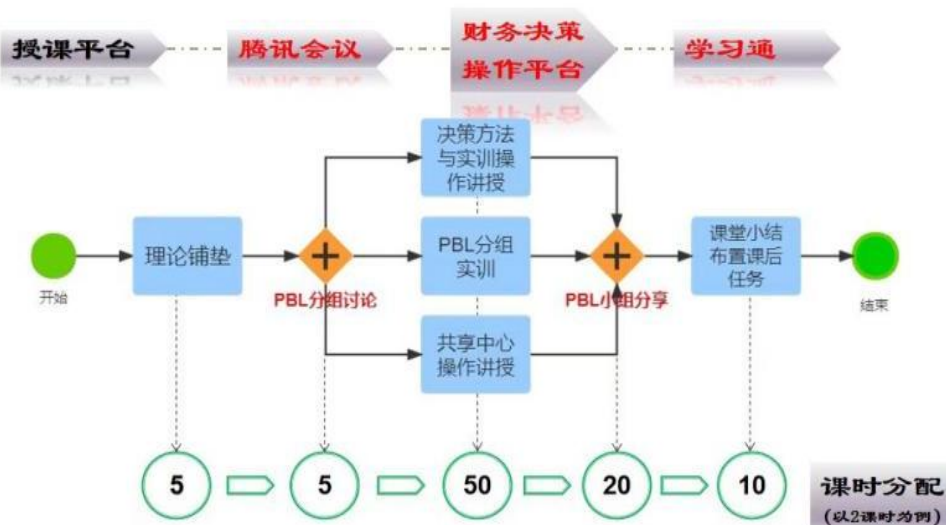 授课平台
腾讯会议
财务决策
操作平台
学习通
决策方法
与实训操
作讲授
开始
理论铺垫
PBL分组讨论
PBL分组
实训
PBL小组分享
课堂小结
布置课后
任务
结束
共享中心
操作讲授
5
5
50
20
10
课时分配
(以2课时为例)